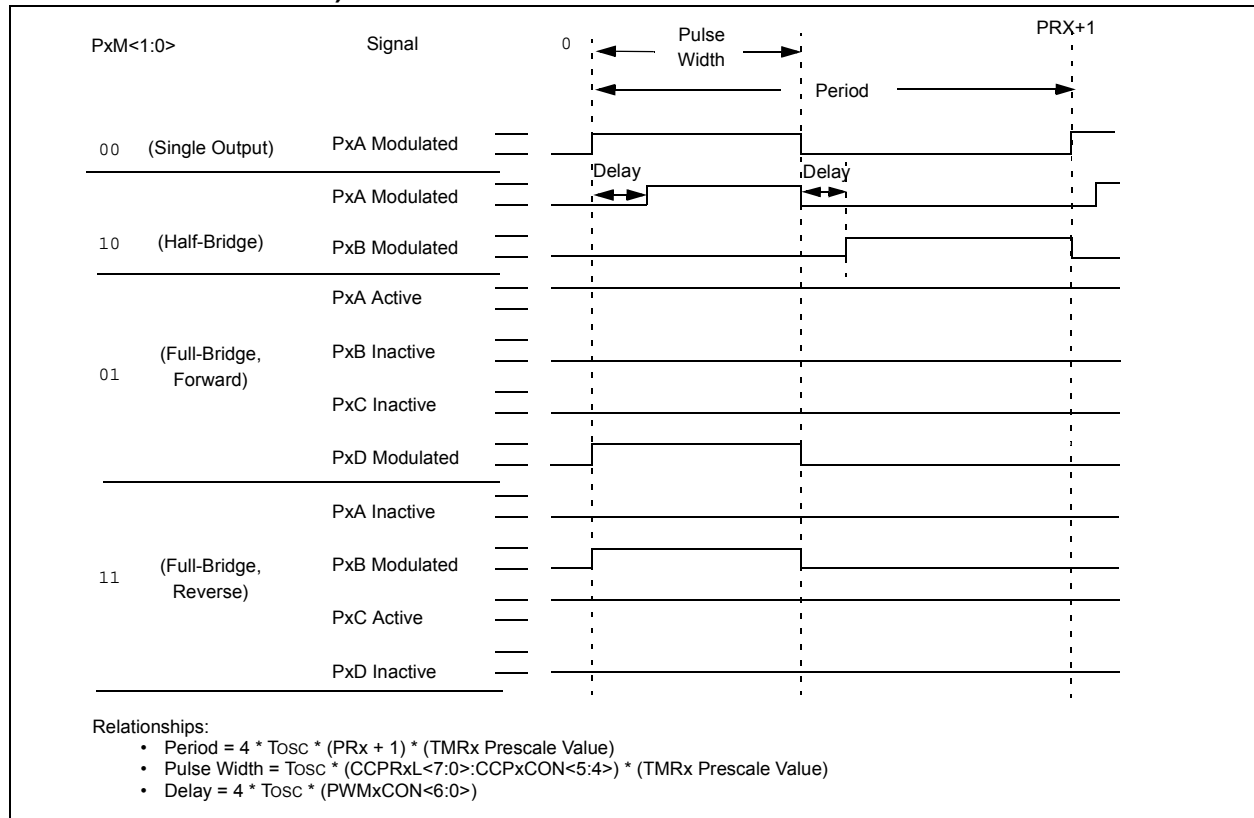 PxM<1:0> Signal 0 Pulse Width PRX+1
Period
00 (Single Output) PxA Modulated
Delay Delay
PxA Modulated
10 (Half-Bridge) PxB Modulated
PxA Active
01 (Full-Bridge, Forward) PxB Inactive
PxC Inactive
PxD Modulated
PxA Inactive
11 (Full-Bridge, Reverse) PxB Modulated
PxC Active
PxD Inactive
Relationships:
• Period = 4 * TOSC * (PRx + 1) * (TMRx Prescale Value)
• Pulse Width = TOSC * (CCPRxL<7:0>:CCPxCON<5:4>) * (TMRx Prescale Value)
• Delay = 4 * TOSC * (PWMxCON<6:0>)